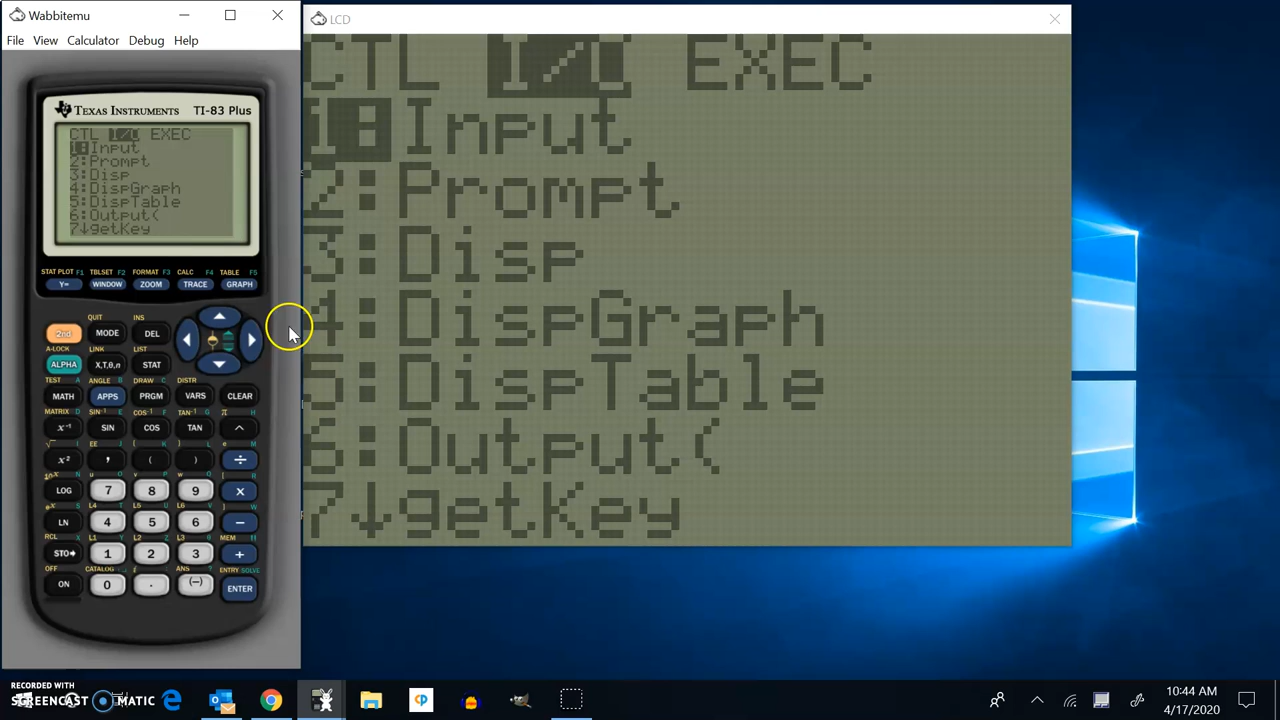 Wabbitemu
File View Calculator Debug Help
TEXAS INSTRUMENTS TI-83 Plus
CTL I/O EXEC
1:Input
2:Prompt
3:Disp
4:DispGraph
5:DispTable
6:Output(
7↓getKey
STAT PLOT F1 TBLSET F2 FORMAT F3 CALC F4 TABLE F5
Y= WINDOW ZOOM TRACE GRAPH
QUIT INS
2nd MODE DEL
A-LOCK LINK LIST
ALPHA X,T,θ,n STAT
TEST A ANGLE B DRAW C DISTR
MATH APPS PRGM VARS CLEAR
MATRIX D SIN⁻¹ E COS⁻¹ F TAN⁻¹ G π H
x⁻¹ SIN COS TAN ^
√ I EE J { K } L e M
x² , ( ) ÷
10ˣ N u O v P w Q [ R
LOG 7 8 9 ×
eˣ S L4 T L5 U L6 V ] W
LN 4 5 6 −
RCL X L1 Y L2 Z L3 θ MEM "
STO→ 1 2 3 +
OFF CATALOG i : ANS ? ENTRY SOLVE
ON 0 . (−) ENTER
LCD
CTL I/O EXEC
1:Input
2:Prompt
3:Disp
4:DispGraph
5:DispTable
6:Output(
7↓getKey
RECORDED WITH
SCREENCAST MATIC
10:44 AM
4/17/2020